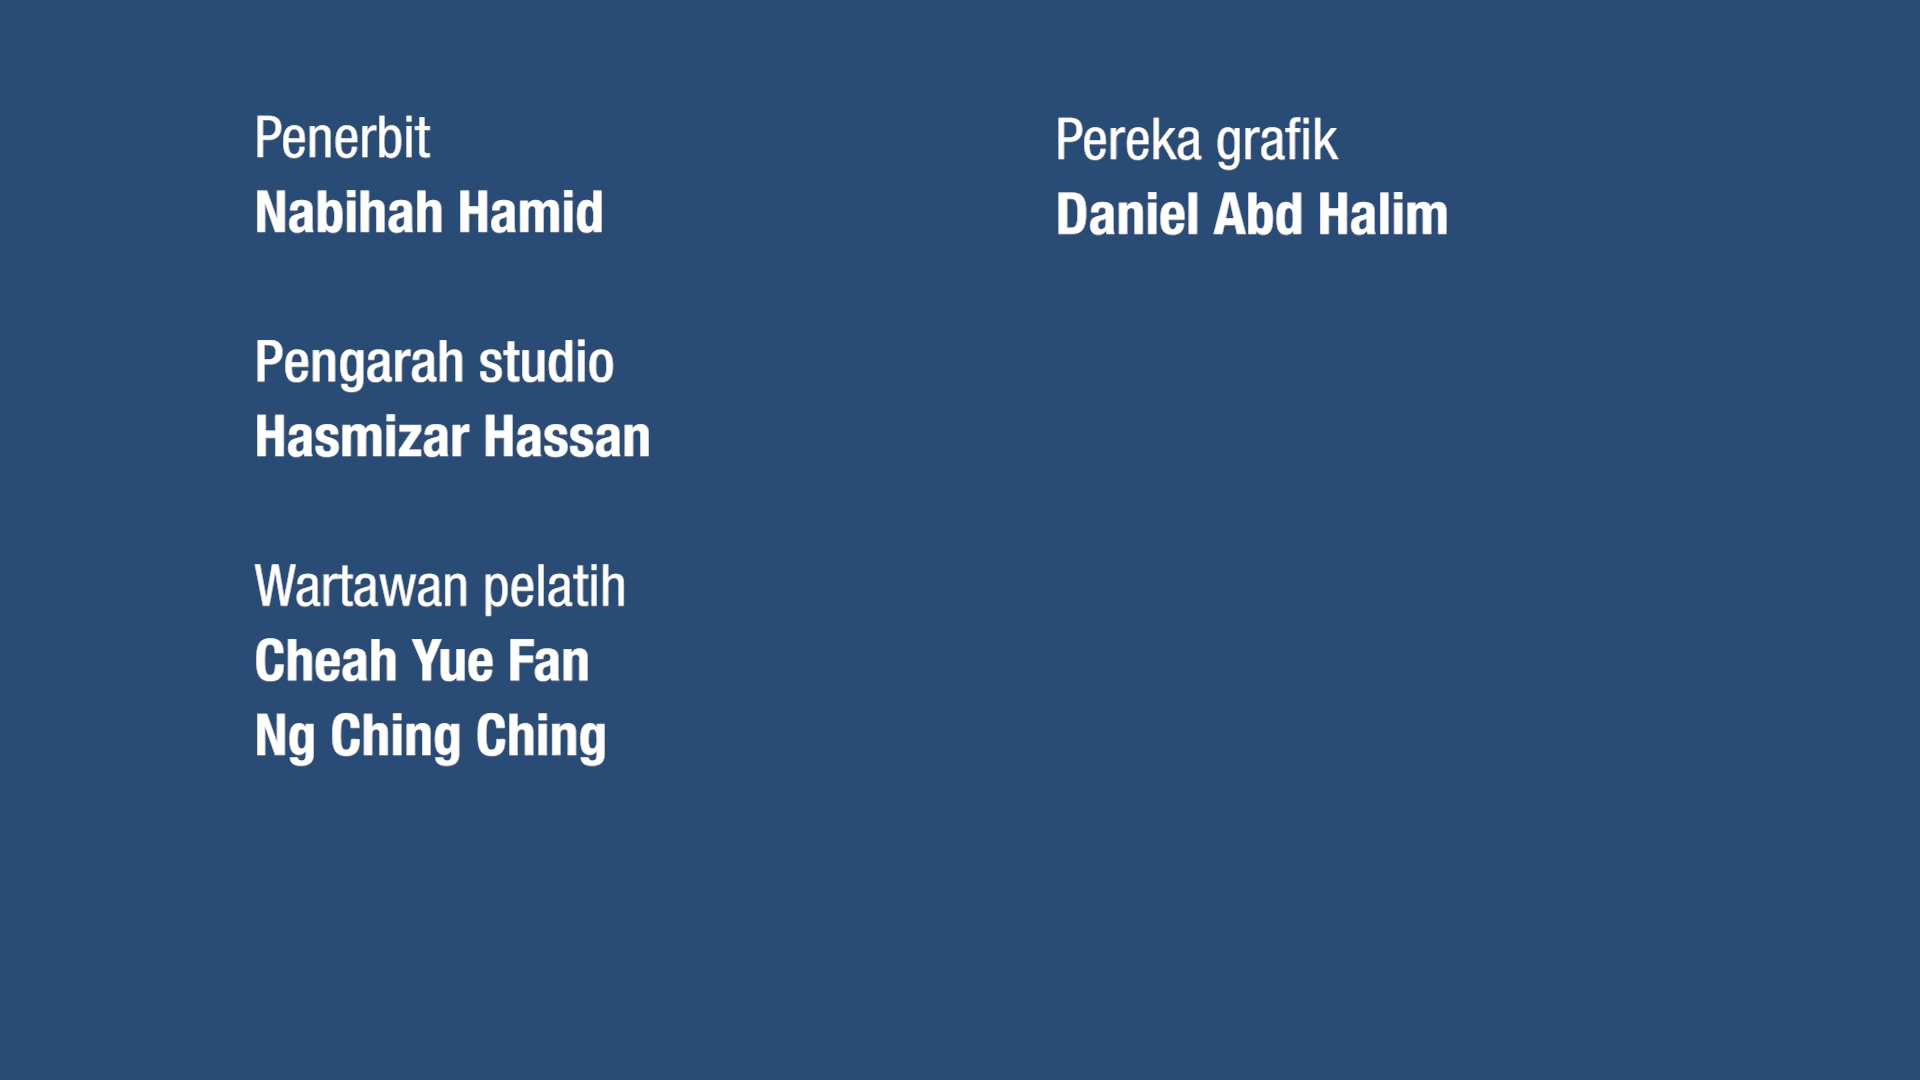 Penerbit
Nabihah Hamid
Pengarah studio
Hasmizar Hassan
Wartawan pelatih
Cheah Yue Fan
Ng Ching Ching
Pereka grafik
Daniel Abd Halim